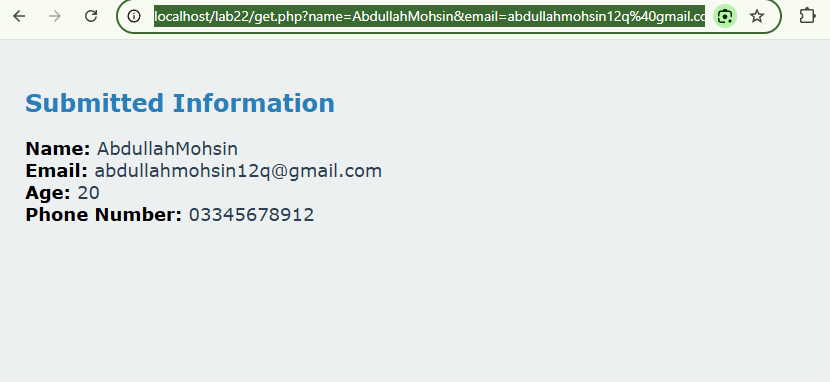 localhost/lab22/get.php?name=AbdullahMohsin&email=abdullahmohsin12q%40gmail.co
Submitted Information
Name: AbdullahMohsin
Email: abdullahmohsin12q@gmail.com
Age: 20
Phone Number: 03345678912